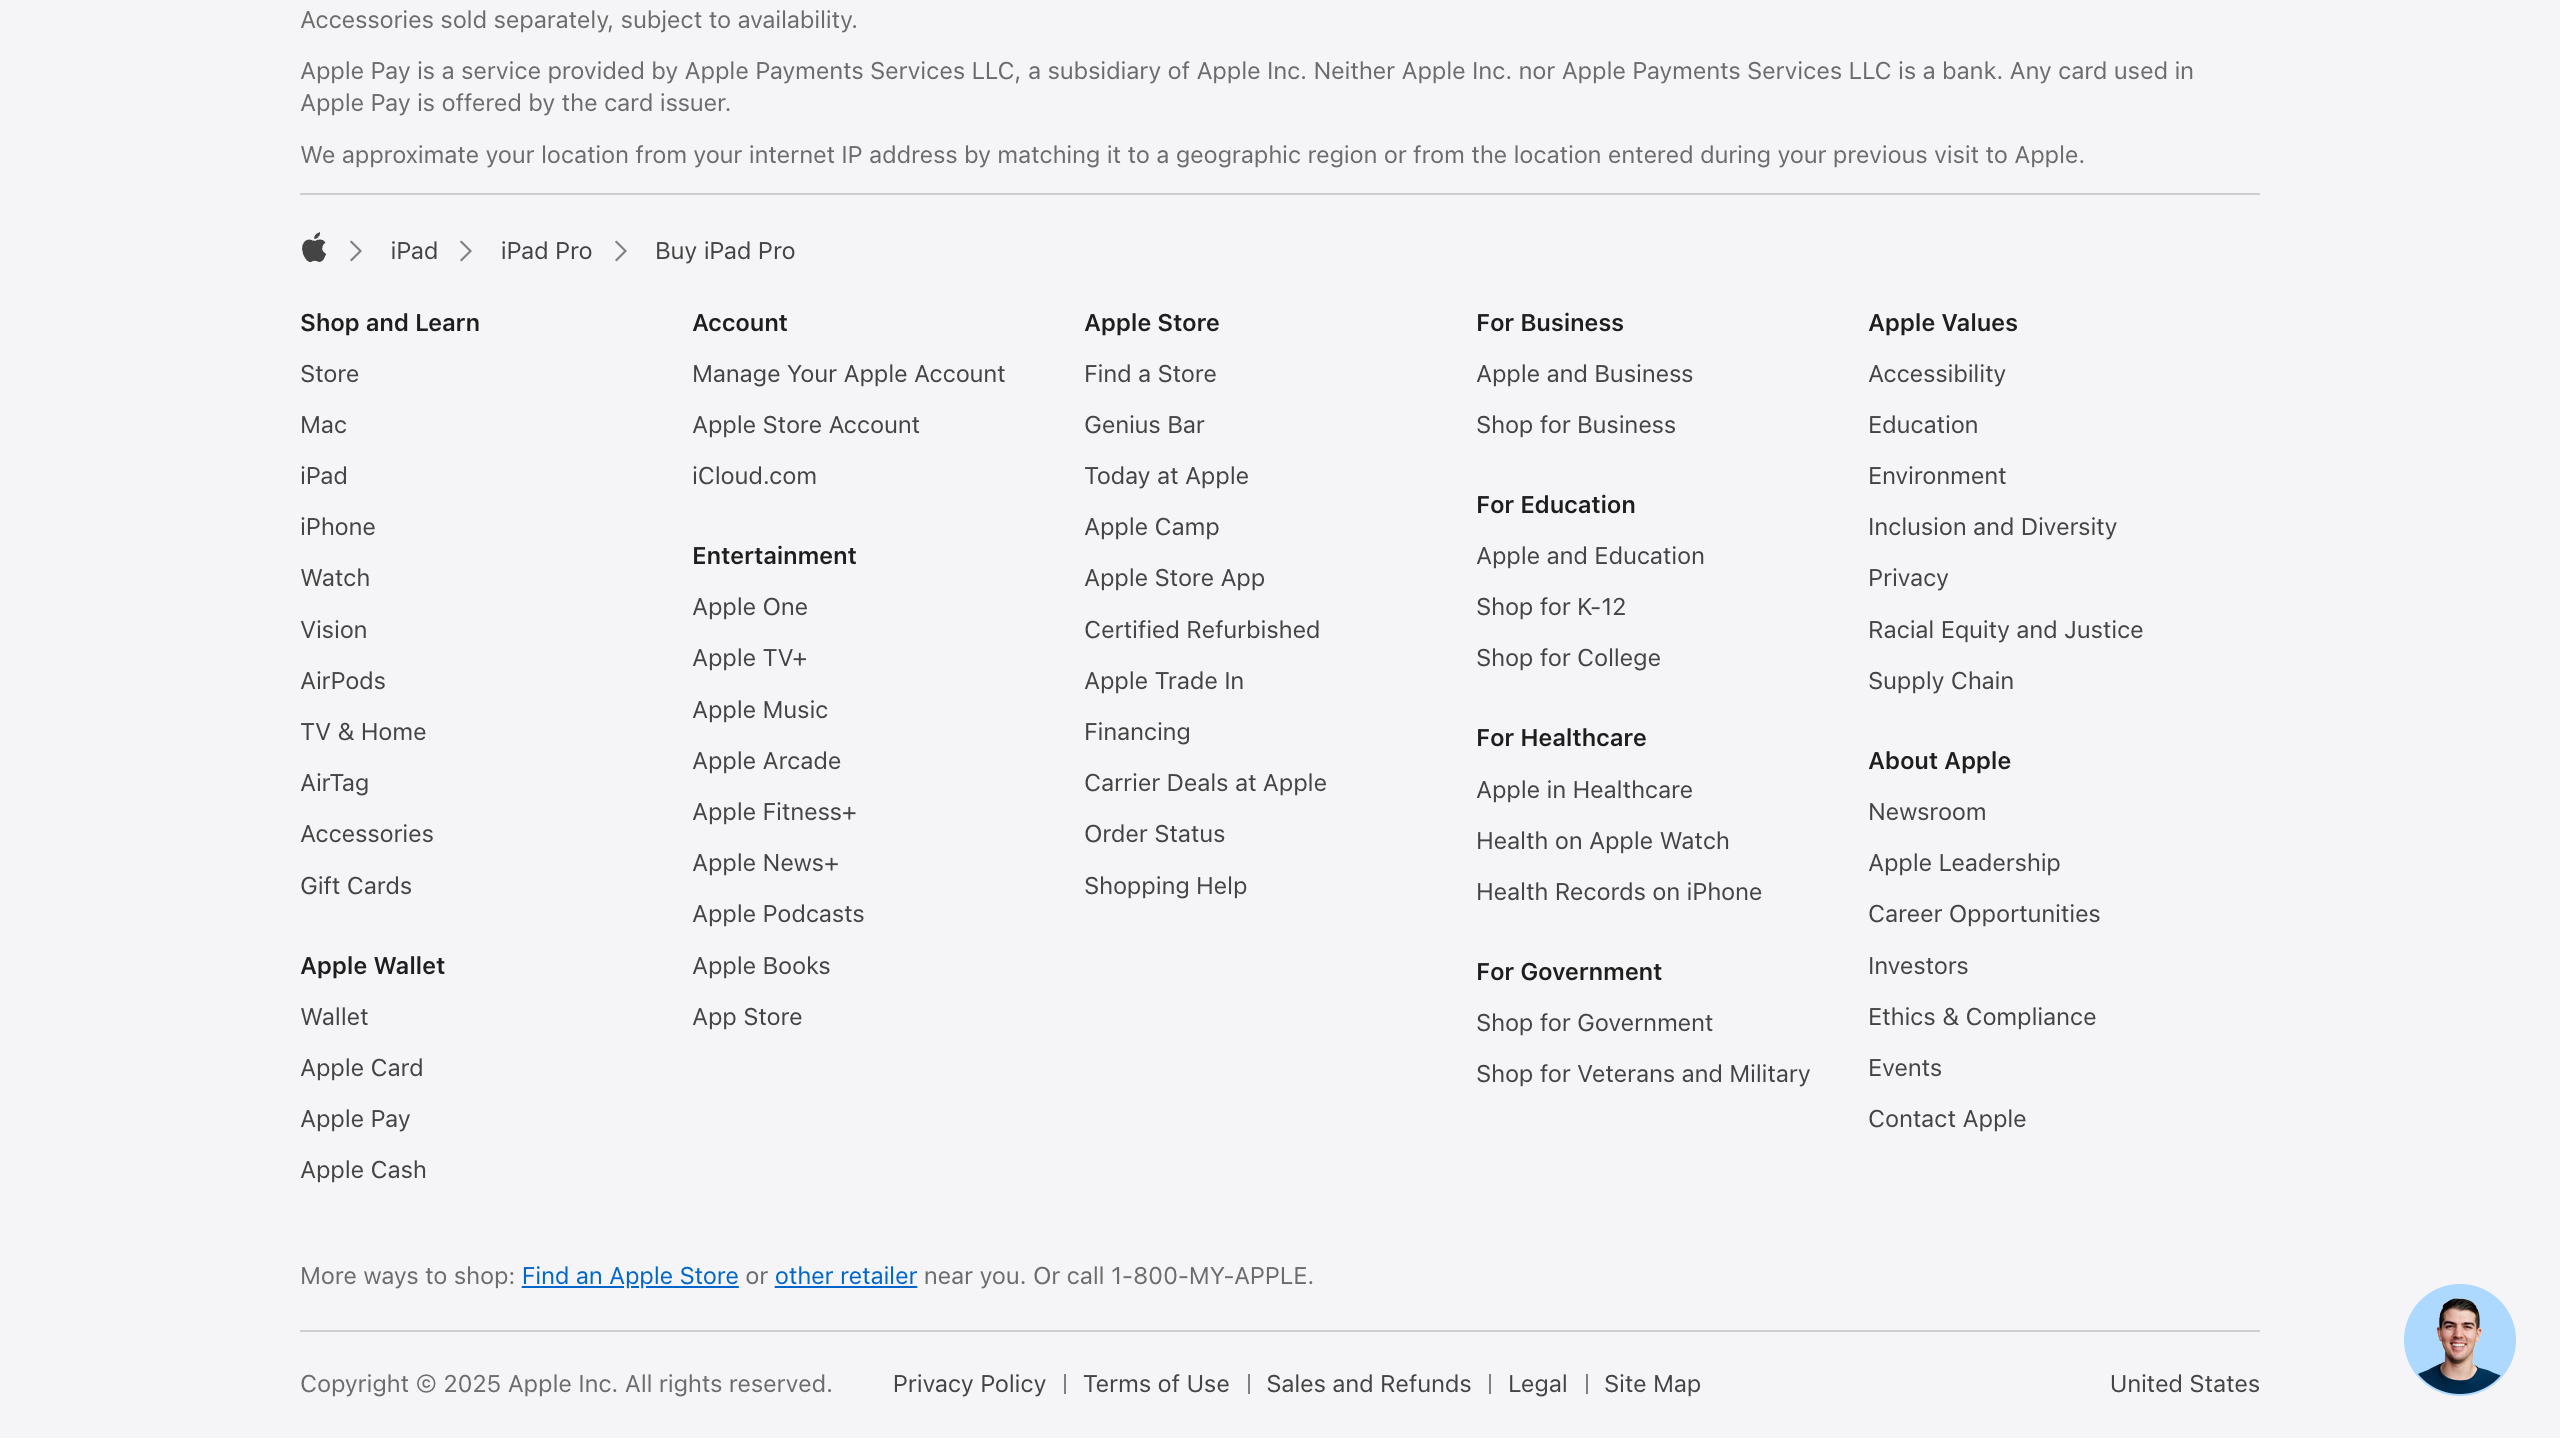 Accessories sold separately, subject to availability.
Apple Pay is a service provided by Apple Payments Services LLC, a subsidiary of Apple Inc. Neither Apple Inc. nor Apple Payments Services LLC is a bank. Any card used in
Apple Pay is offered by the card issuer.
We approximate your location from your internet IP address by matching it to a geographic region or from the location entered during your previous visit to Apple.
iPad
iPad Pro
Buy iPad Pro
Shop and Learn
Store
Mac
iPad
iPhone
Watch
Vision
AirPods
TV & Home
AirTag
Accessories
Gift Cards
Apple Wallet
Wallet
Apple Card
Apple Pay
Apple Cash
Account
Manage Your Apple Account
Apple Store Account
iCloud.com
Entertainment
Apple One
Apple TV+
Apple Music
Apple Arcade
Apple Fitness+
Apple News+
Apple Podcasts
Apple Books
App Store
Apple Store
Find a Store
Genius Bar
Today at Apple
Apple Camp
Apple Store App
Certified Refurbished
Apple Trade In
Financing
Carrier Deals at Apple
Order Status
Shopping Help
For Business
Apple and Business
Shop for Business
For Education
Apple and Education
Shop for K-12
Shop for College
For Healthcare
Apple in Healthcare
Health on Apple Watch
Health Records on iPhone
For Government
Shop for Government
Shop for Veterans and Military
Apple Values
Accessibility
Education
Environment
Inclusion and Diversity
Privacy
Racial Equity and Justice
Supply Chain
About Apple
Newsroom
Apple Leadership
Career Opportunities
Investors
Ethics & Compliance
Events
Contact Apple
More ways to shop: Find an Apple Store or other retailer near you. Or call 1-800-MY-APPLE.
Copyright © 2025 Apple Inc. All rights reserved.
Privacy Policy | Terms of Use | Sales and Refunds | Legal | Site Map
United States